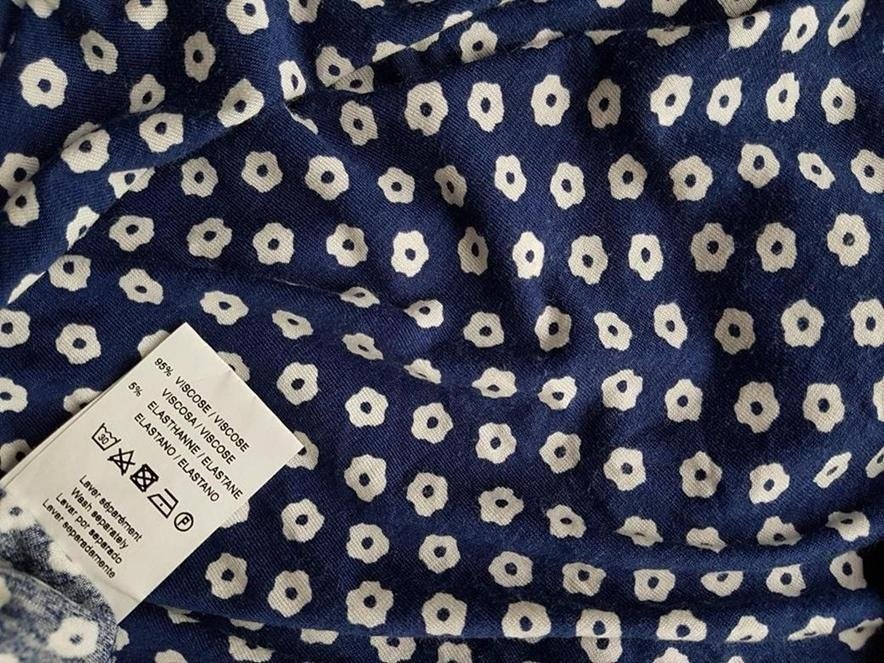 95% VISCOSE / VISCOSE
VISCOSA / VISCOSE
5% ELASTHANNE / ELASTANE
ELASTANO / ELASTANO
30 P
Laver séparément
Wash separately
Lavar por separado
Lavar separadamente